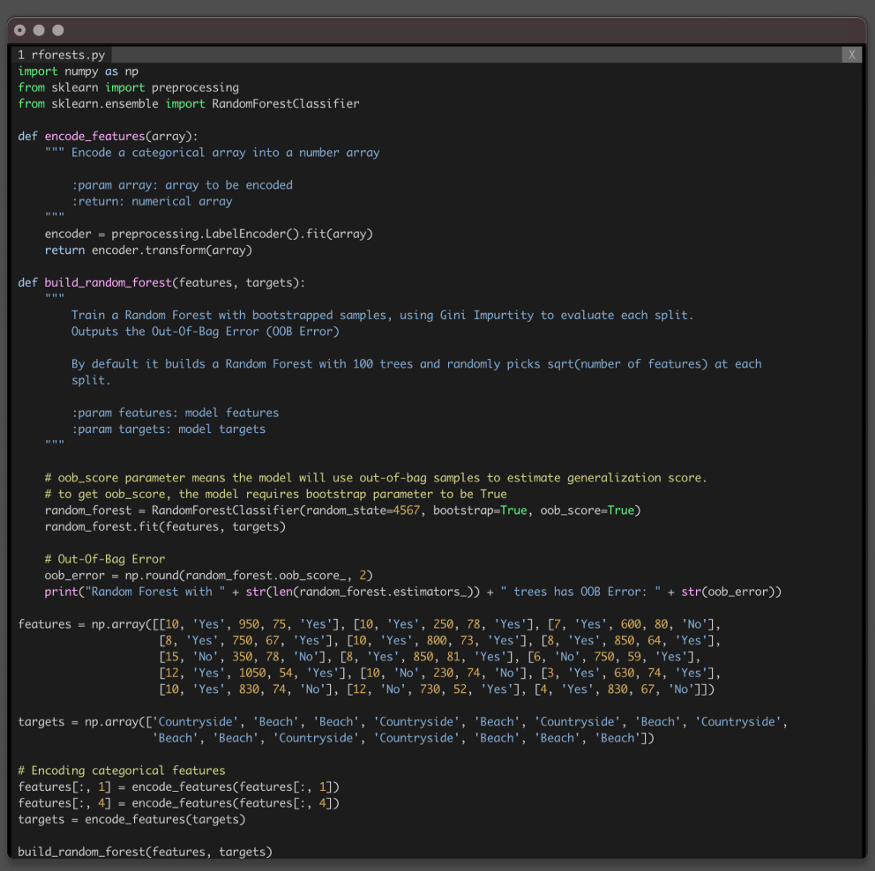 1 rforests.py X
import numpy as np
from sklearn import preprocessing
from sklearn.ensemble import RandomForestClassifier

def encode_features(array):
    """ Encode a categorical array into a number array

        :param array: array to be encoded
        :return: numerical array
    """
    encoder = preprocessing.LabelEncoder().fit(array)
    return encoder.transform(array)

def build_random_forest(features, targets):
    """
        Train a Random Forest with bootstrapped samples, using Gini Impurtity to evaluate each split.
        Outputs the Out-Of-Bag Error (OOB Error)

        By default it builds a Random Forest with 100 trees and randomly picks sqrt(number of features) at each
        split.

        :param features: model features
        :param targets: model targets
    """

    # oob_score parameter means the model will use out-of-bag samples to estimate generalization score.
    # to get oob_score, the model requires bootstrap parameter to be True
    random_forest = RandomForestClassifier(random_state=4567, bootstrap=True, oob_score=True)
    random_forest.fit(features, targets)

    # Out-Of-Bag Error
    oob_error = np.round(random_forest.oob_score_, 2)
    print("Random Forest with " + str(len(random_forest.estimators_)) + " trees has OOB Error: " + str(oob_error))

features = np.array([[10, 'Yes', 950, 75, 'Yes'], [10, 'Yes', 250, 78, 'Yes'], [7, 'Yes', 600, 80, 'No'],
                     [8, 'Yes', 750, 67, 'Yes'], [10, 'Yes', 800, 73, 'Yes'], [8, 'Yes', 850, 64, 'Yes'],
                     [15, 'No', 350, 78, 'No'], [8, 'Yes', 850, 81, 'Yes'], [6, 'No', 750, 59, 'Yes'],
                     [12, 'Yes', 1050, 54, 'Yes'], [10, 'No', 230, 74, 'No'], [3, 'Yes', 630, 74, 'Yes'],
                     [10, 'Yes', 830, 74, 'No'], [12, 'No', 730, 52, 'Yes'], [4, 'Yes', 830, 67, 'No']])

targets = np.array(['Countryside', 'Beach', 'Beach', 'Countryside', 'Beach', 'Countryside', 'Beach', 'Countryside',
                    'Beach', 'Beach', 'Countryside', 'Countryside', 'Beach', 'Beach', 'Beach'])

# Encoding categorical features
features[:, 1] = encode_features(features[:, 1])
features[:, 4] = encode_features(features[:, 4])
targets = encode_features(targets)

build_random_forest(features, targets)